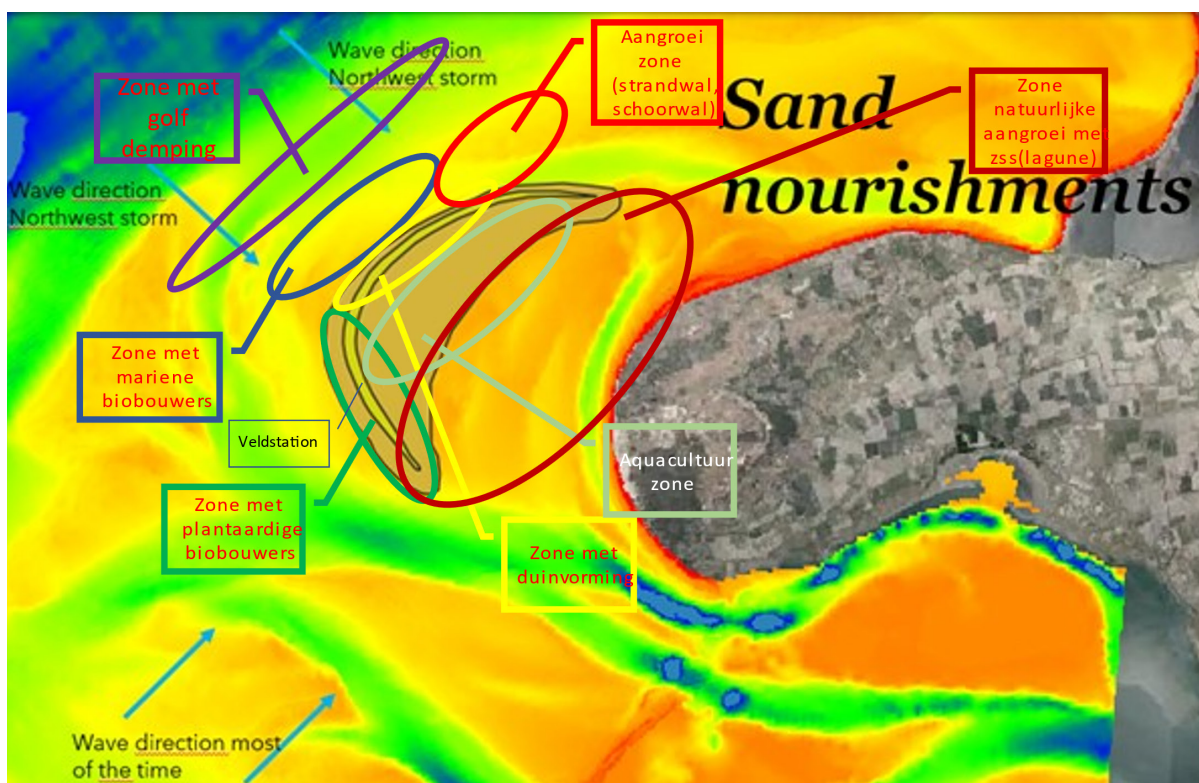 Wave direction
Northwest storm
Aangroei
zone
(strandwal,
schoorwal)
Sand
nourishments
Zone
natuurlijke
aangroei met
zss(lagune)
Zone met
golf
demping
Wave direction
Northwest storm
Zone met
mariene
biobouwers
Veldstation
Aquacultuur
zone
Zone met
plantaardige
biobouwers
Zone met
duinvorming
Wave direction most
of the time